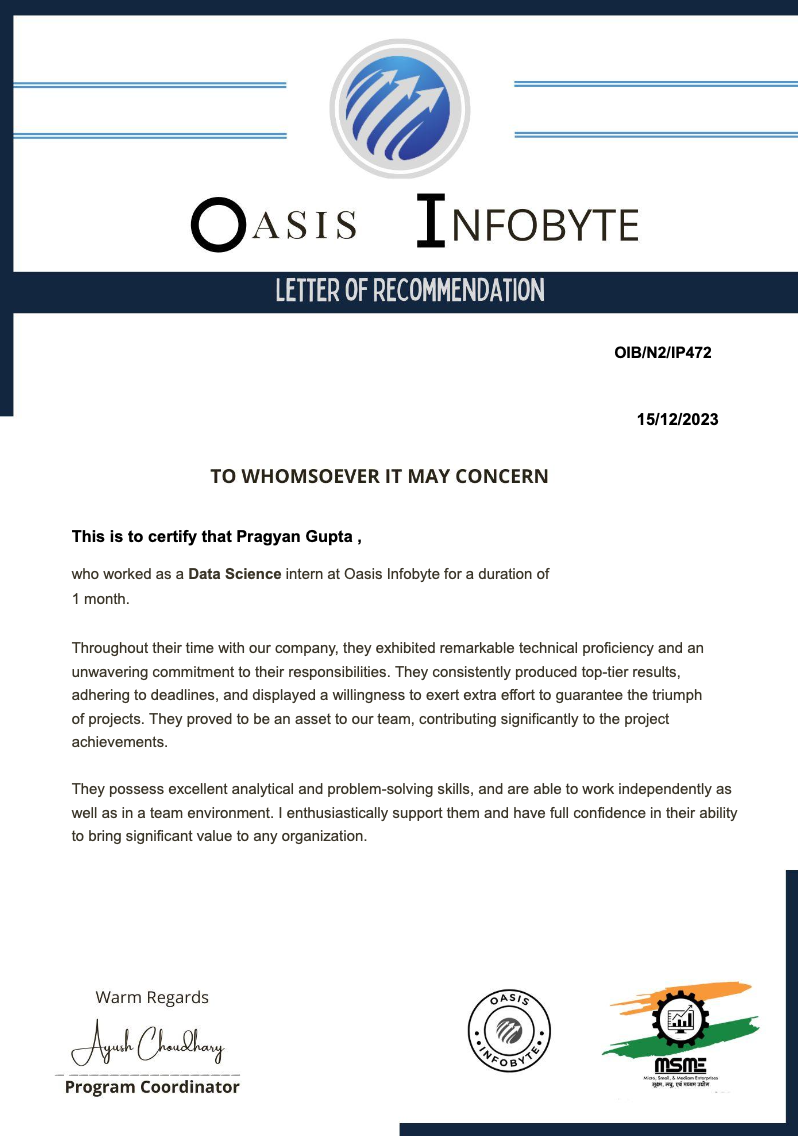 OASIS INFOBYTE
LETTER OF RECOMMENDATION
OIB/N2/IP472
15/12/2023
TO WHOMSOEVER IT MAY CONCERN
This is to certify that Pragyan Gupta ,
who worked as a Data Science intern at Oasis Infobyte for a duration of
1 month.
Throughout their time with our company, they exhibited remarkable technical proficiency and an
unwavering commitment to their responsibilities. They consistently produced top-tier results,
adhering to deadlines, and displayed a willingness to exert extra effort to guarantee the triumph
of projects. They proved to be an asset to our team, contributing significantly to the project
achievements.
They possess excellent analytical and problem-solving skills, and are able to work independently as
well as in a team environment. I enthusiastically support them and have full confidence in their ability
to bring significant value to any organization.
Warm Regards
Ayush Choudhary
Program Coordinator
OASIS
INFOBYTE
MSME
Micro, Small, & Medium Enterprises
सूक्ष्म, लघु, एवं मध्यम उद्योग